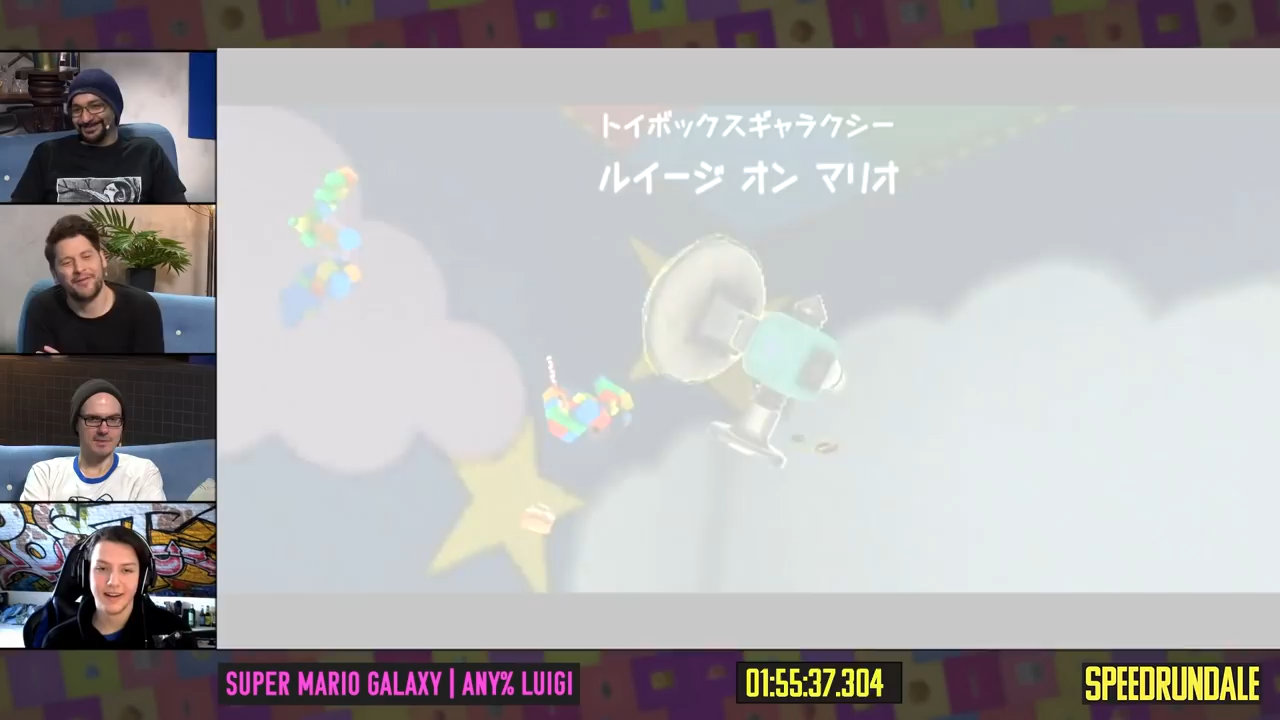 トイボックスギャラクシー
ルイージ オン マリオ
SUPER MARIO GALAXY | ANY% LUIGI
01:55:37.304
SPEEDRUNDALE